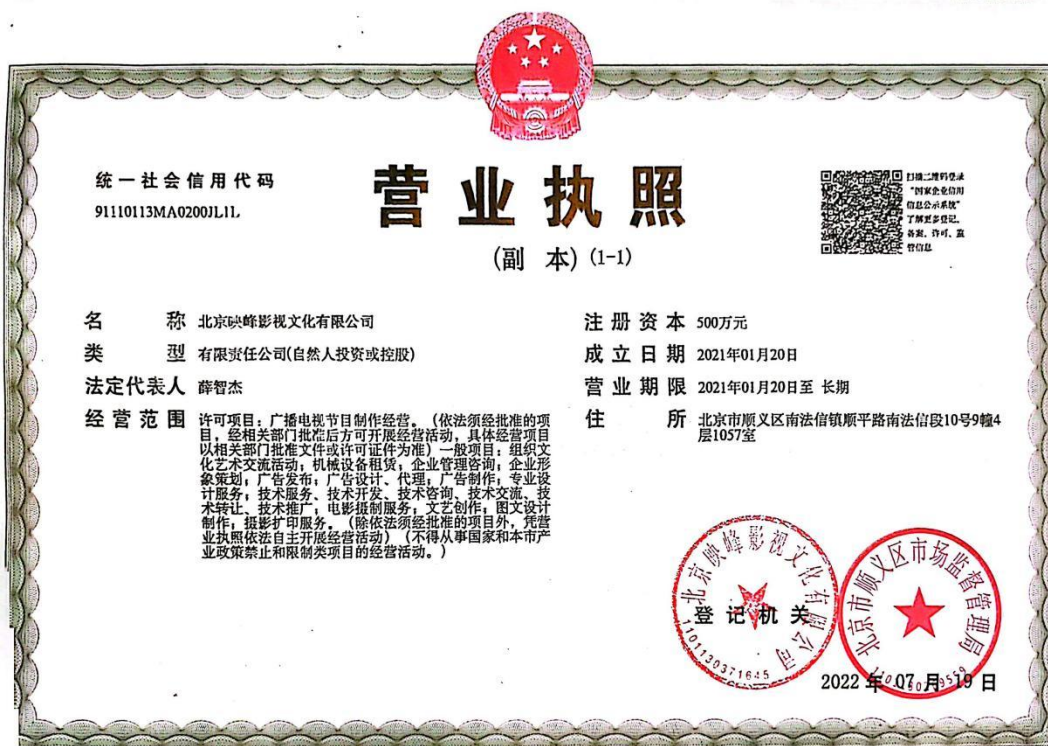 统一社会信用代码
91110113MA0200JL1L
营业执照
(副 本) (1-1)
扫描二维码登录
“国家企业信用
信息公示系统”
了解更多登记、
备案、许可、监
管信息
名 称 北京映峰影视文化有限公司
类 型 有限责任公司(自然人投资或控股)
法定代表人 薛智杰
经营范围 许可项目：广播电视节目制作经营。（依法须经批准的项
目，经相关部门批准后方可开展经营活动，具体经营项目
以相关部门批准文件或许可证件为准）一般项目：组织文
化艺术交流活动；机械设备租赁；企业管理咨询；企业形
象策划；广告发布；广告设计、代理；广告制作；专业设
计服务；技术服务、技术开发、技术咨询、技术交流、技
术转让、技术推广；电影摄制服务；文艺创作；图文设计
制作；摄影扩印服务。（除依法须经批准的项目外，凭营
业执照依法自主开展经营活动）（不得从事国家和本市产
业政策禁止和限制类项目的经营活动。）
注册资本 500万元
成立日期 2021年01月20日
营业期限 2021年01月20日至 长期
住 所 北京市顺义区南法信镇顺平路南法信段10号9幢4
层1057室
北京映峰影视文化有限公司
1101130371645
登记机关
北京市顺义区市场监督管理局
2022 年 07 月 19 日